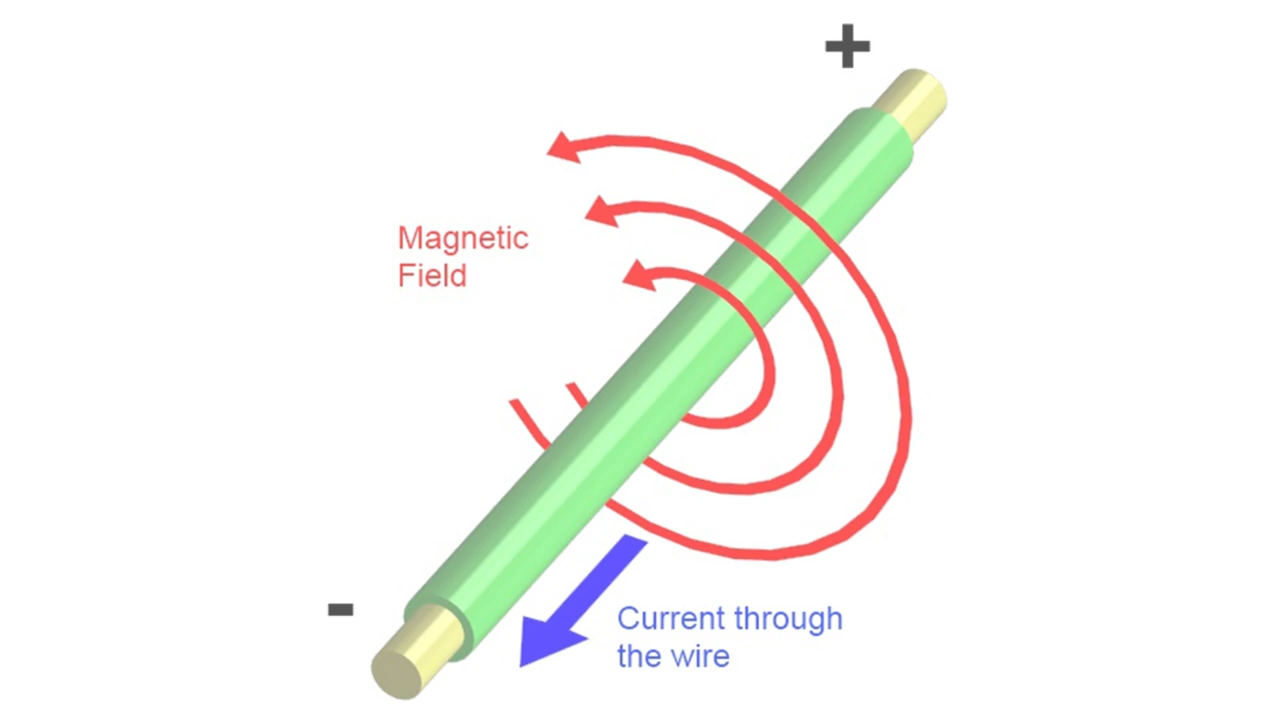 +
Magnetic
Field
-
Current through
the wire